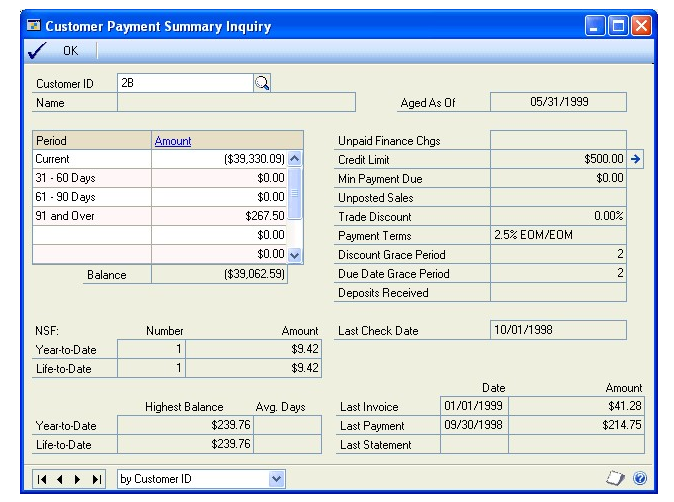 Customer Payment Summary Inquiry
OK
Customer ID 2B
Name Aged As Of 05/31/1999
Period Amount
Current ($39,330.09)
31 - 60 Days $0.00
61 - 90 Days $0.00
91 and Over $267.50
$0.00
$0.00
Balance ($39,062.59)
Unpaid Finance Chgs
Credit Limit $500.00
Min Payment Due $0.00
Unposted Sales
Trade Discount 0.00%
Payment Terms 2.5% EOM/EOM
Discount Grace Period 2
Due Date Grace Period 2
Deposits Received
NSF: Number Amount
Year-to-Date 1 $9.42
Life-to-Date 1 $9.42
Last Check Date 10/01/1998
Highest Balance Avg. Days
Year-to-Date $239.76
Life-to-Date $239.76
Date Amount
Last Invoice 01/01/1999 $41.28
Last Payment 09/30/1998 $214.75
Last Statement
by Customer ID